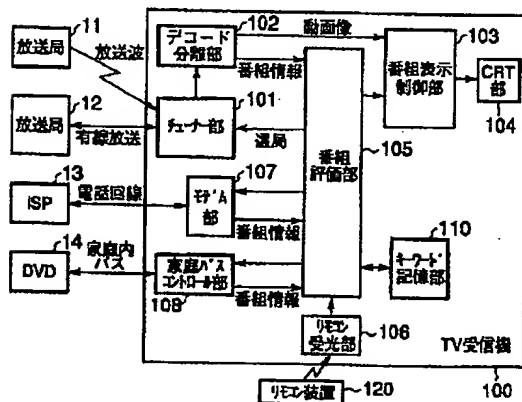 11
放送局
放送波
102
デコード
分離部
動画像
番組情報
103
番組表示
制御部
CRT
部
104
12
放送局
有線放送
101
チューナー部
選局
番組
評価部
105
13
ISP
電話回線
107
モデム
部
番組情報
110
キーワード
記憶部
14
DVD
家庭内
バス
家庭バス
コントロール部
108
番組情報
リモコン
受光部
106
TV受信機
100
リモコン装置
120